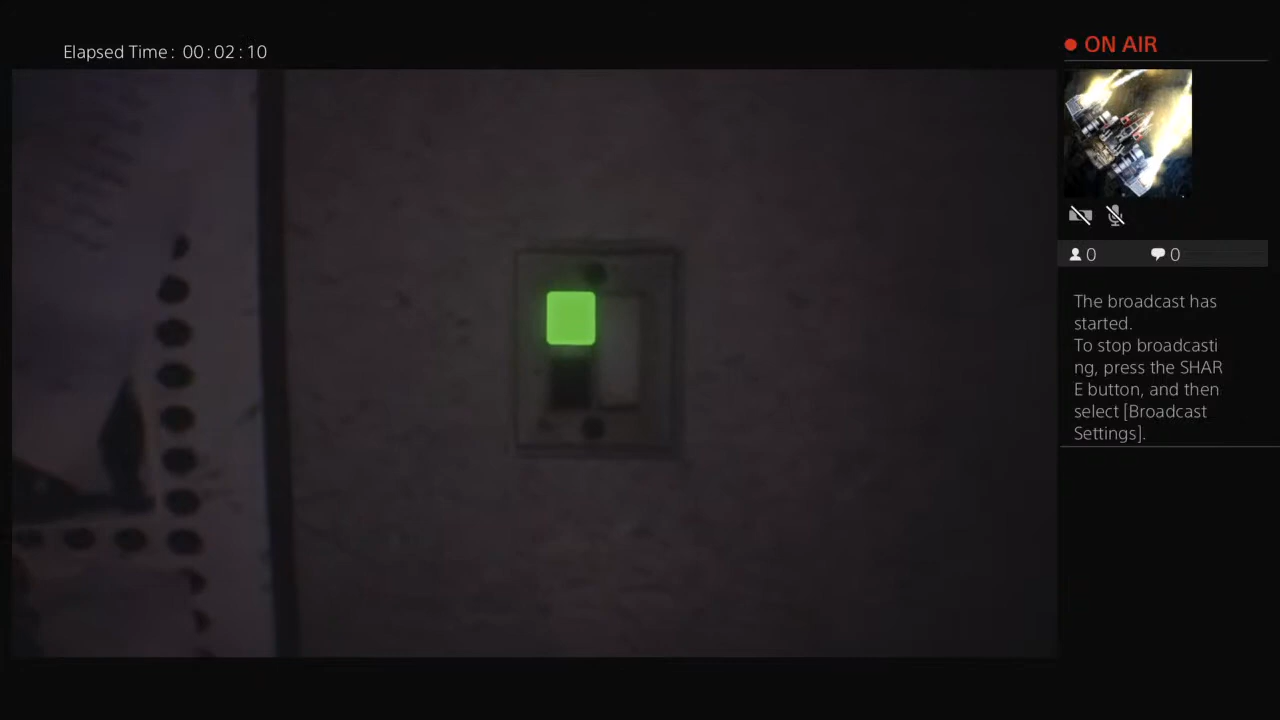 Elapsed Time: 00:02:10
ON AIR
0 0
The broadcast has
started.
To stop broadcasti
ng, press the SHAR
E button, and then
select [Broadcast
Settings].